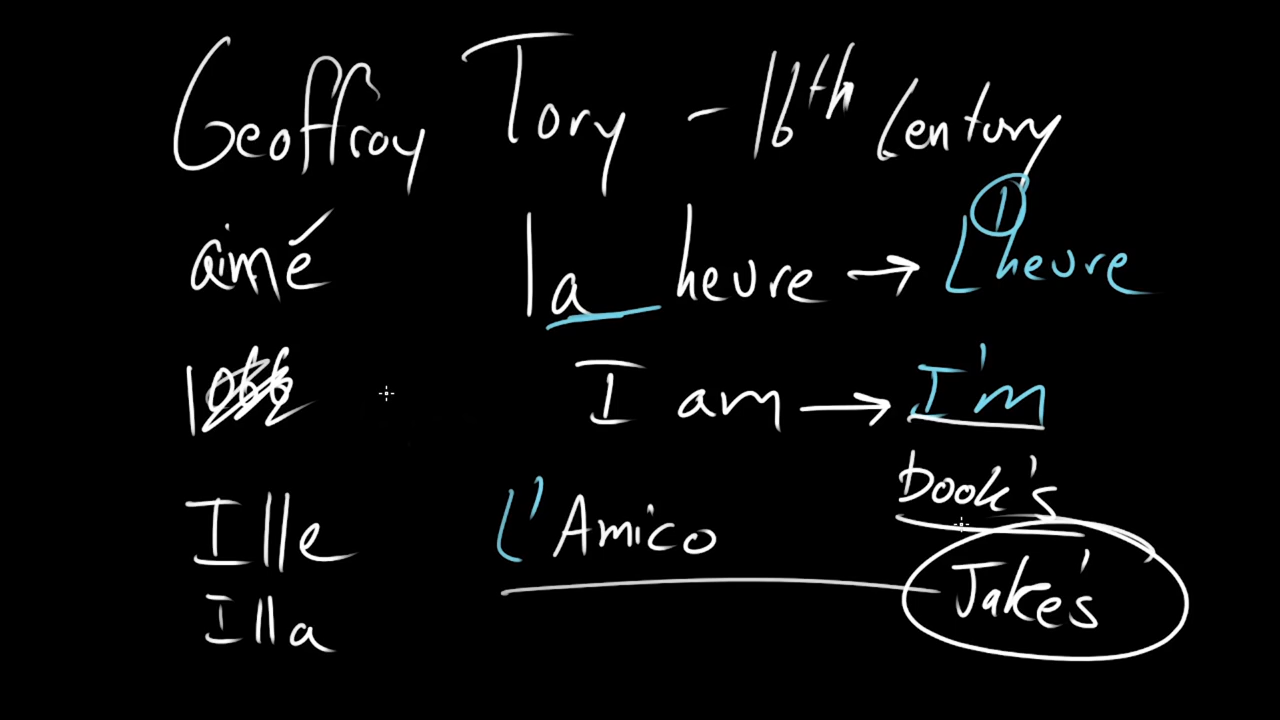 Geoffroy Tory - 16th Century
aimé
la heure → L'heure
I am → I'm
book's
Ille
L'Amico
Jake's
Illa